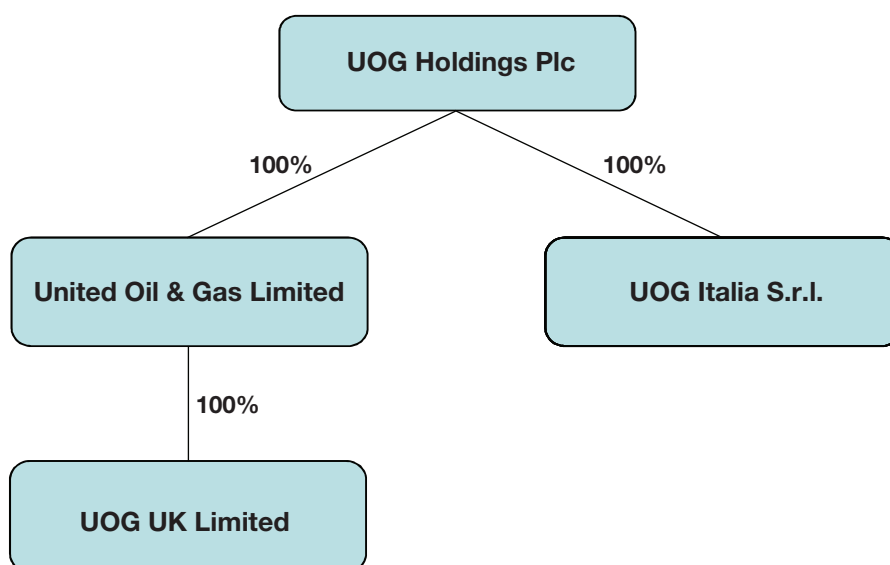 UOG Holdings Plc
100%
100%
United Oil & Gas Limited
UOG Italia S.r.l.
100%
UOG UK Limited